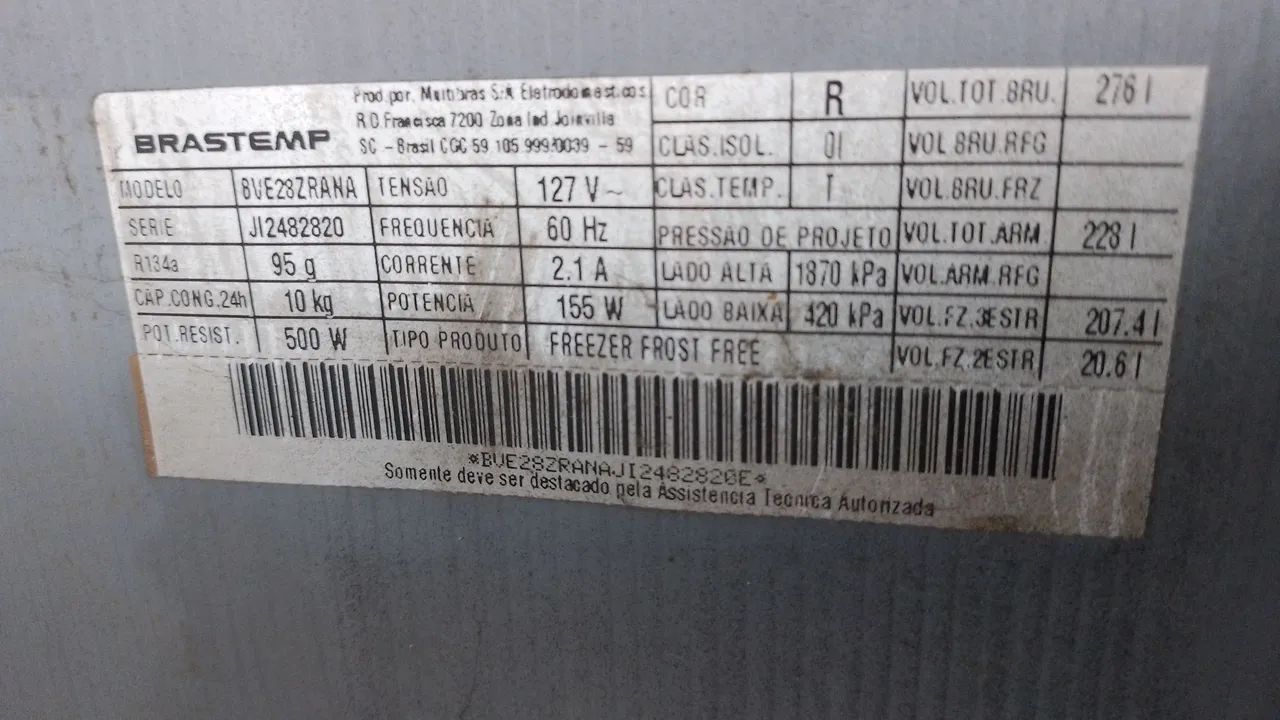 BRASTEMP
Prod. por. Multibras S.A Eletrodomesticos
R.D Francisca 7200 Zona Ind Joinville
SC - Brasil CGC 59 105 999/0039 - 59
COR R VOL.TOT.BRU. 276 l
CLAS.ISOL. 01 VOL BRU.RFG
MODELO BVE28ZRANA TENSÃO 127 V~ CLAS.TEMP. T VOL.BRU.FRZ
SERIE JI2482820 FREQUENCIA 60 Hz PRESSÃO DE PROJETO VOL.TOT.ARM. 228 l
R134a 95 g CORRENTE 2.1 A LADO ALTA 1870 kPa VOL.ARM.RFG
CAP.CONG.24h 10 kg POTENCIA 155 W LADO BAIXA 420 kPa VOL.FZ.3ESTR 207.4 l
POT.RESIST. 500 W TIPO PRODUTO FREEZER FROST FREE VOL.FZ.2ESTR 20.6 l
*BVE28ZRANAJI2482820E*
Somente deve ser destacado pela Assistencia Tecnica Autorizada